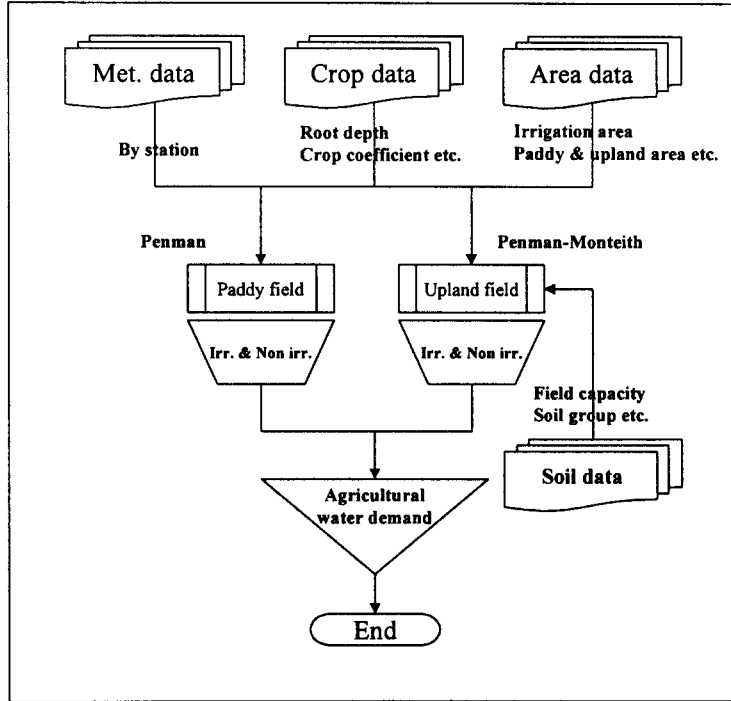 Met. data
Crop data
Area data
By station
Root depth
Crop coefficient etc.
Irrigation area
Paddy & upland area etc.
Penman
Penman-Monteith
Paddy field
Upland field
Irr. & Non irr.
Irr. & Non irr.
Field capacity
Soil group etc.
Soil data
Agricultural
water demand
End